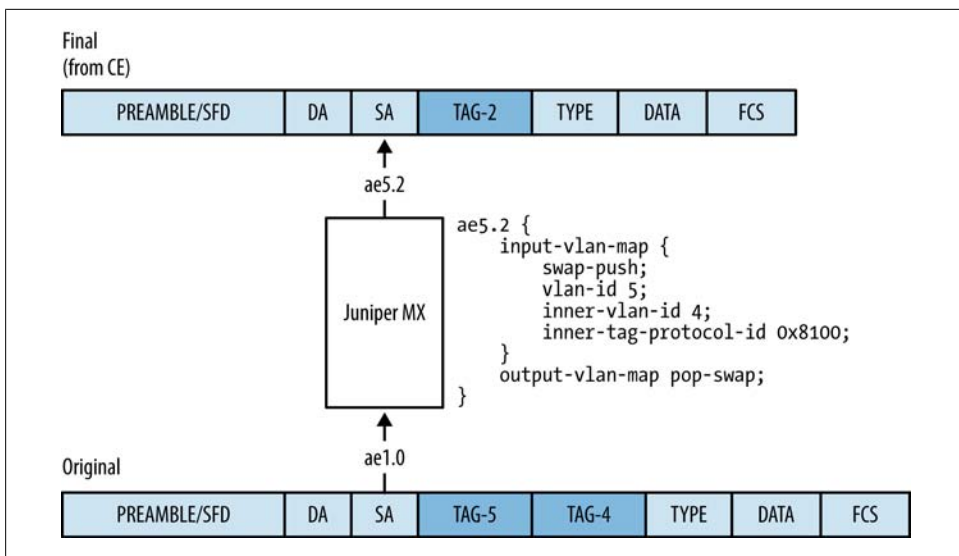 Final
(from CE)
PREAMBLE/SFD DA SA TAG-2 TYPE DATA FCS
ae5.2
Juniper MX
ae5.2 {
    input-vlan-map {
        swap-push;
        vlan-id 5;
        inner-vlan-id 4;
        inner-tag-protocol-id 0x8100;
    }
    output-vlan-map pop-swap;
}
ae1.0
Original
PREAMBLE/SFD DA SA TAG-5 TAG-4 TYPE DATA FCS